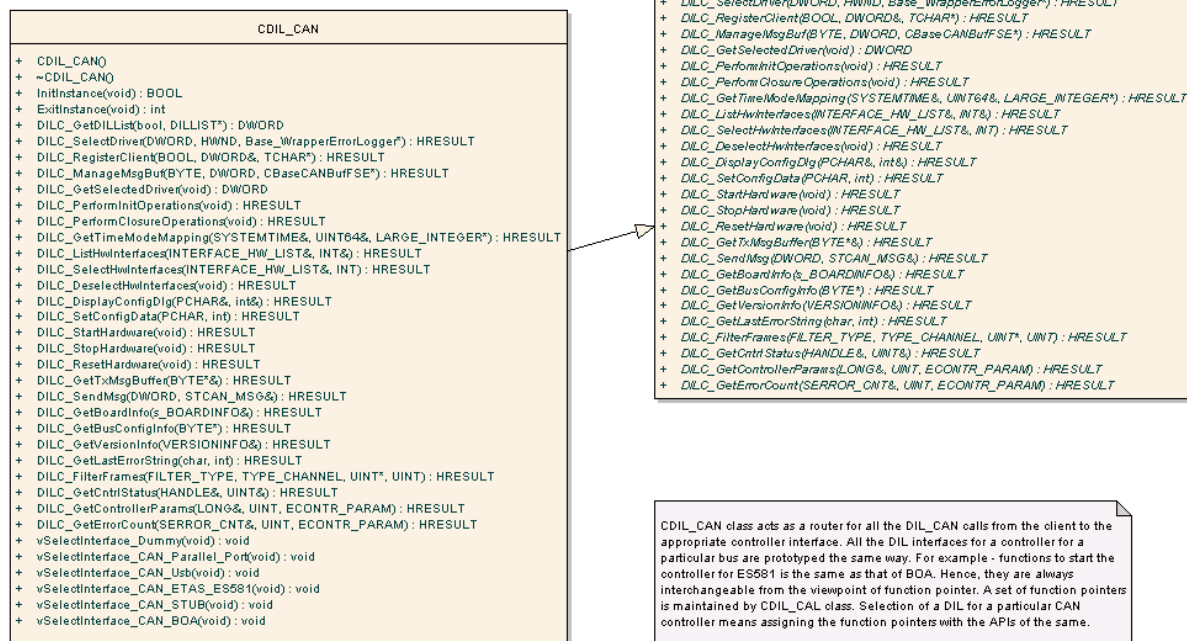 CDIL_CAN
+ CDIL_CAN()
+ ~CDIL_CAN()
+ InitInstance(void) : BOOL
+ ExitInstance(void) : int
+ DILC_GetDILList(bool, DILLIST*) : DWORD
+ DILC_SelectDriver(DWORD, HWND, Base_WrapperErrorLogger*) : HRESULT
+ DILC_RegisterClient(BOOL, DWORD&, TCHAR*) : HRESULT
+ DILC_ManageMsgBuf(BYTE, DWORD, CBaseCANBufFSE*) : HRESULT
+ DILC_GetSelectedDriver(void) : DWORD
+ DILC_PerformInitOperations(void) : HRESULT
+ DILC_PerformClosureOperations(void) : HRESULT
+ DILC_GetTimeModeMapping(SYSTEMTIME&, UINT64&, LARGE_INTEGER*) : HRESULT
+ DILC_ListHwInterfaces(INTERFACE_HW_LIST&, INT&) : HRESULT
+ DILC_SelectHwInterfaces(INTERFACE_HW_LIST&, INT) : HRESULT
+ DILC_DeselectHwInterfaces(void) : HRESULT
+ DILC_DisplayConfigDlg(PCHAR&, int&) : HRESULT
+ DILC_SetConfigData(PCHAR, int) : HRESULT
+ DILC_StartHardware(void) : HRESULT
+ DILC_StopHardware(void) : HRESULT
+ DILC_ResetHardware(void) : HRESULT
+ DILC_GetTxMsgBuffer(BYTE*&) : HRESULT
+ DILC_SendMsg(DWORD, STCAN_MSG&) : HRESULT
+ DILC_GetBoardInfo(s_BOARDINFO&) : HRESULT
+ DILC_GetBusConfigInfo(BYTE*) : HRESULT
+ DILC_GetVersionInfo(VERSIONINFO&) : HRESULT
+ DILC_GetLastErrorString(char, int) : HRESULT
+ DILC_FilterFrames(FILTER_TYPE, TYPE_CHANNEL, UINT*, UINT) : HRESULT
+ DILC_GetCntrlStatus(HANDLE&, UINT&) : HRESULT
+ DILC_GetControllerParams(LONG&, UINT, ECONTR_PARAM) : HRESULT
+ DILC_GetErrorCount(SERROR_CNT&, UINT, ECONTR_PARAM) : HRESULT
+ vSelectInterface_Dummy(void) : void
+ vSelectInterface_CAN_Parallel_Port(void) : void
+ vSelectInterface_CAN_Usb(void) : void
+ vSelectInterface_CAN_ETAS_ES581(void) : void
+ vSelectInterface_CAN_STUB(void) : void
+ vSelectInterface_CAN_BOA(void) : void
+ DILC_SelectDriver(DWORD, HWND, Base_WrapperErrorLogger*) : HRESULT
+ DILC_RegisterClient(BOOL, DWORD&, TCHAR*) : HRESULT
+ DILC_ManageMsgBuf(BYTE, DWORD, CBaseCANBufFSE*) : HRESULT
+ DILC_GetSelectedDriver(void) : DWORD
+ DILC_PerformInitOperations(void) : HRESULT
+ DILC_PerformClosureOperations(void) : HRESULT
+ DILC_GetTimeModeMapping(SYSTEMTIME&, UINT64&, LARGE_INTEGER*) : HRESULT
+ DILC_ListHwInterfaces(INTERFACE_HW_LIST&, INT&) : HRESULT
+ DILC_SelectHwInterfaces(INTERFACE_HW_LIST&, INT) : HRESULT
+ DILC_DeselectHwInterfaces(void) : HRESULT
+ DILC_DisplayConfigDlg(PCHAR&, int&) : HRESULT
+ DILC_SetConfigData(PCHAR, int) : HRESULT
+ DILC_StartHardware(void) : HRESULT
+ DILC_StopHardware(void) : HRESULT
+ DILC_ResetHardware(void) : HRESULT
+ DILC_GetTxMsgBuffer(BYTE*&) : HRESULT
+ DILC_SendMsg(DWORD, STCAN_MSG&) : HRESULT
+ DILC_GetBoardInfo(s_BOARDINFO&) : HRESULT
+ DILC_GetBusConfigInfo(BYTE*) : HRESULT
+ DILC_GetVersionInfo(VERSIONINFO&) : HRESULT
+ DILC_GetLastErrorString(char, int) : HRESULT
+ DILC_FilterFrames(FILTER_TYPE, TYPE_CHANNEL, UINT*, UINT) : HRESULT
+ DILC_GetCntrlStatus(HANDLE&, UINT&) : HRESULT
+ DILC_GetControllerParams(LONG&, UINT, ECONTR_PARAM) : HRESULT
+ DILC_GetErrorCount(SERROR_CNT&, UINT, ECONTR_PARAM) : HRESULT
CDIL_CAN class acts as a router for all the DIL_CAN calls from the client to the
appropriate controller interface. All the DIL interfaces for a controller for a
particular bus are prototyped the same way. For example - functions to start the
controller for ES581 is the same as that of BOA. Hence, they are always
interchangeable from the viewpoint of function pointer. A set of function pointers
is maintained by CDIL_CAL class. Selection of a DIL for a particular CAN
controller means assigning the function pointers with the APIs of the same.